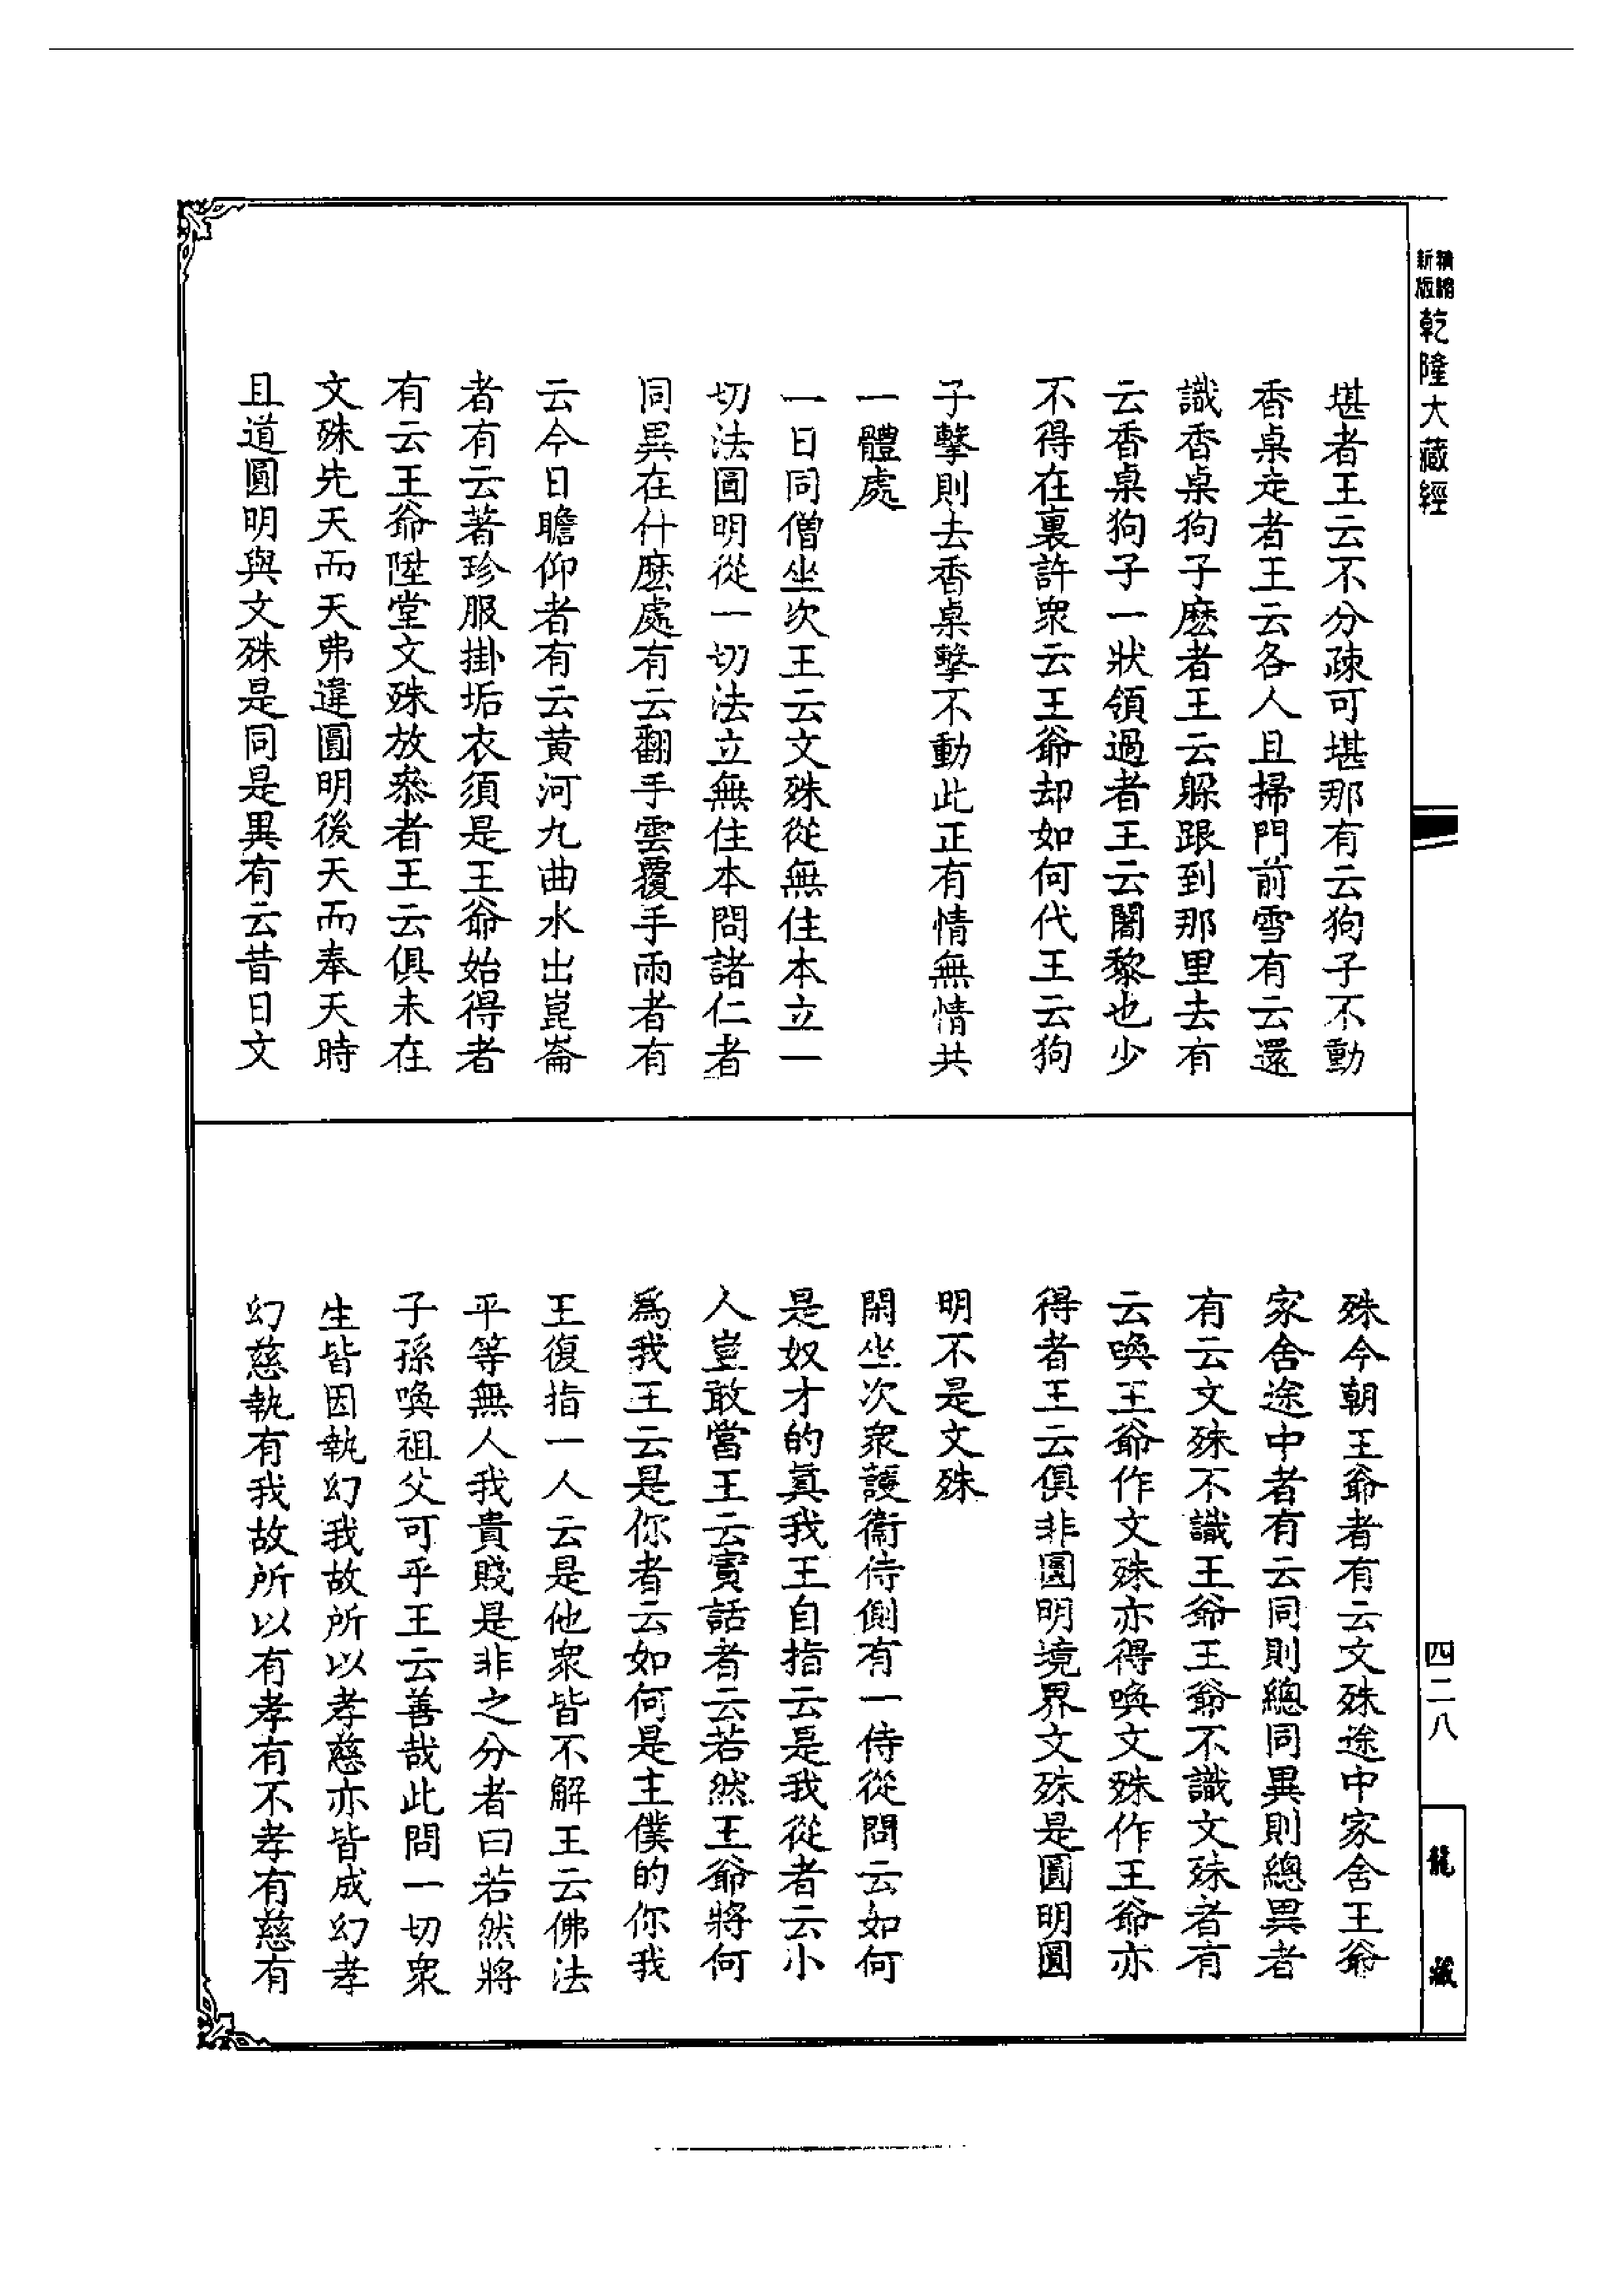 新版精縮乾隆大藏經
堪者王云不分疎可堪那有云狗子不動
香桌走者王云各人且掃門前雪有云還
識香桌狗子麽者王云躲跟到那里去有
云香桌狗子一狀領過者王云闍黎也少
不得在裏許衆云王爺却如何代王云狗
子擊則去香桌擊不動此正有情無情共
一體處
一日同僧坐次王云文殊從無住本立一
切法圓明從一切法立無住本問諸仁者
同異在什麽處有云翻手雲覆手雨者有
云今日瞻仰者有云黃河九曲水出崑崙
者有云著珍服掛垢衣須是王爺始得者
有云王爺陞堂文殊放參者王云俱未在
文殊先天而天弗違圓明後天而奉天時
且道圓明與文殊是同是異有云昔日文
殊今朝王爺者有云文殊途中家舍王爺
家舍途中者有云同則總同異則總異者
有云文殊不識王爺王爺不識文殊者有
云喚王爺作文殊亦得喚文殊作王爺亦
得者王云俱非圓明境界文殊是圓明圓
明不是文殊
閑坐次衆護衞侍側有一侍從問云如何
是奴才的真我王自指云是我從者云小
人豈敢當王云實話者云若然王爺將何
爲我王云是你者云如何是主僕的你我
王復指一人云是他衆皆不解王云佛法
平等無人我貴賤是非之分者曰若然將
子孫喚祖父可乎王云善哉此問一切衆
生皆因執幻我故所以孝慈亦皆成幻孝
幻慈執有我故所以有孝有不孝有慈有
四二八
龍藏